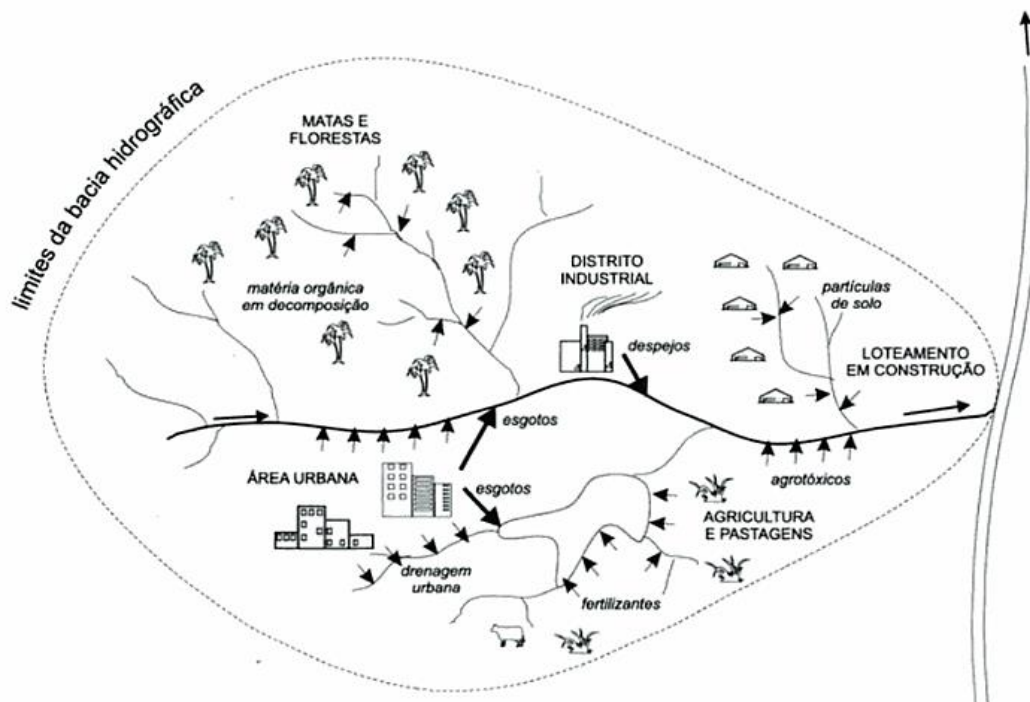 limites da bacia hidrográfica
MATAS E
FLORESTAS
matéria orgânica
em decomposição
DISTRITO
INDUSTRIAL
despejos
partículas
de solo
LOTEAMENTO
EM CONSTRUÇÃO
esgotos
ÁREA URBANA
esgotos
agrotóxicos
AGRICULTURA
E PASTAGENS
drenagem
urbana
fertilizantes